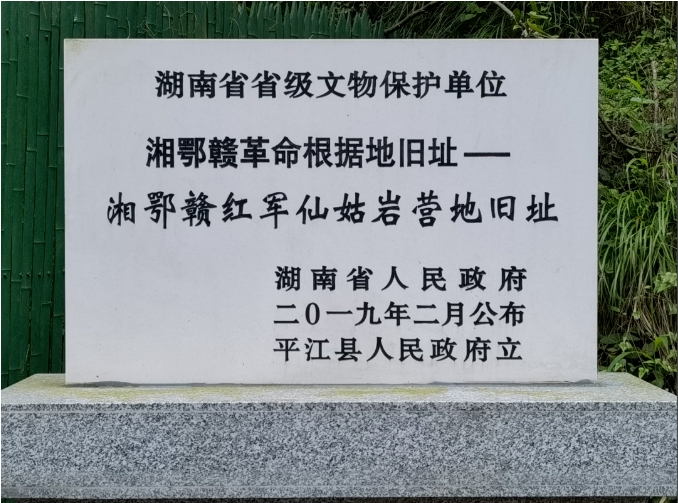 湖南省省级文物保护单位
湘鄂赣革命根据地旧址——
湘鄂赣红军仙姑岩营地旧址
湖南省人民政府
二0一九年二月公布
平江县人民政府立